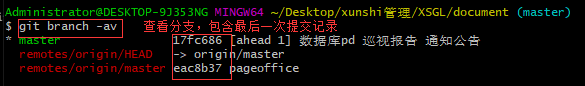 Administrator@DESKTOP-9J3S3NG MINGW64 ~/Desktop/xunshi管理/XSGL/document (master)
$ git branch -av 查看分支，包含最后一次提交记录
* master 17fc686 [ahead 1] 数据库pd 巡视报告 通知公告
remotes/origin/HEAD -> origin/master
remotes/origin/master eac8b37 pageoffice